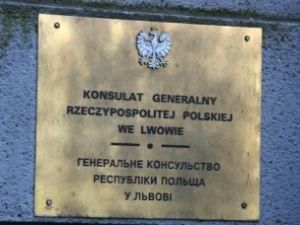 KONSULAT GENERALNY
RZECZYPOSPOLITEJ POLSKIEJ
WE LWOWIE
ГЕНЕРАЛЬНЕ КОНСУЛЬСТВО
РЕСПУБЛІКИ ПОЛЬЩА
У ЛЬВОВІ